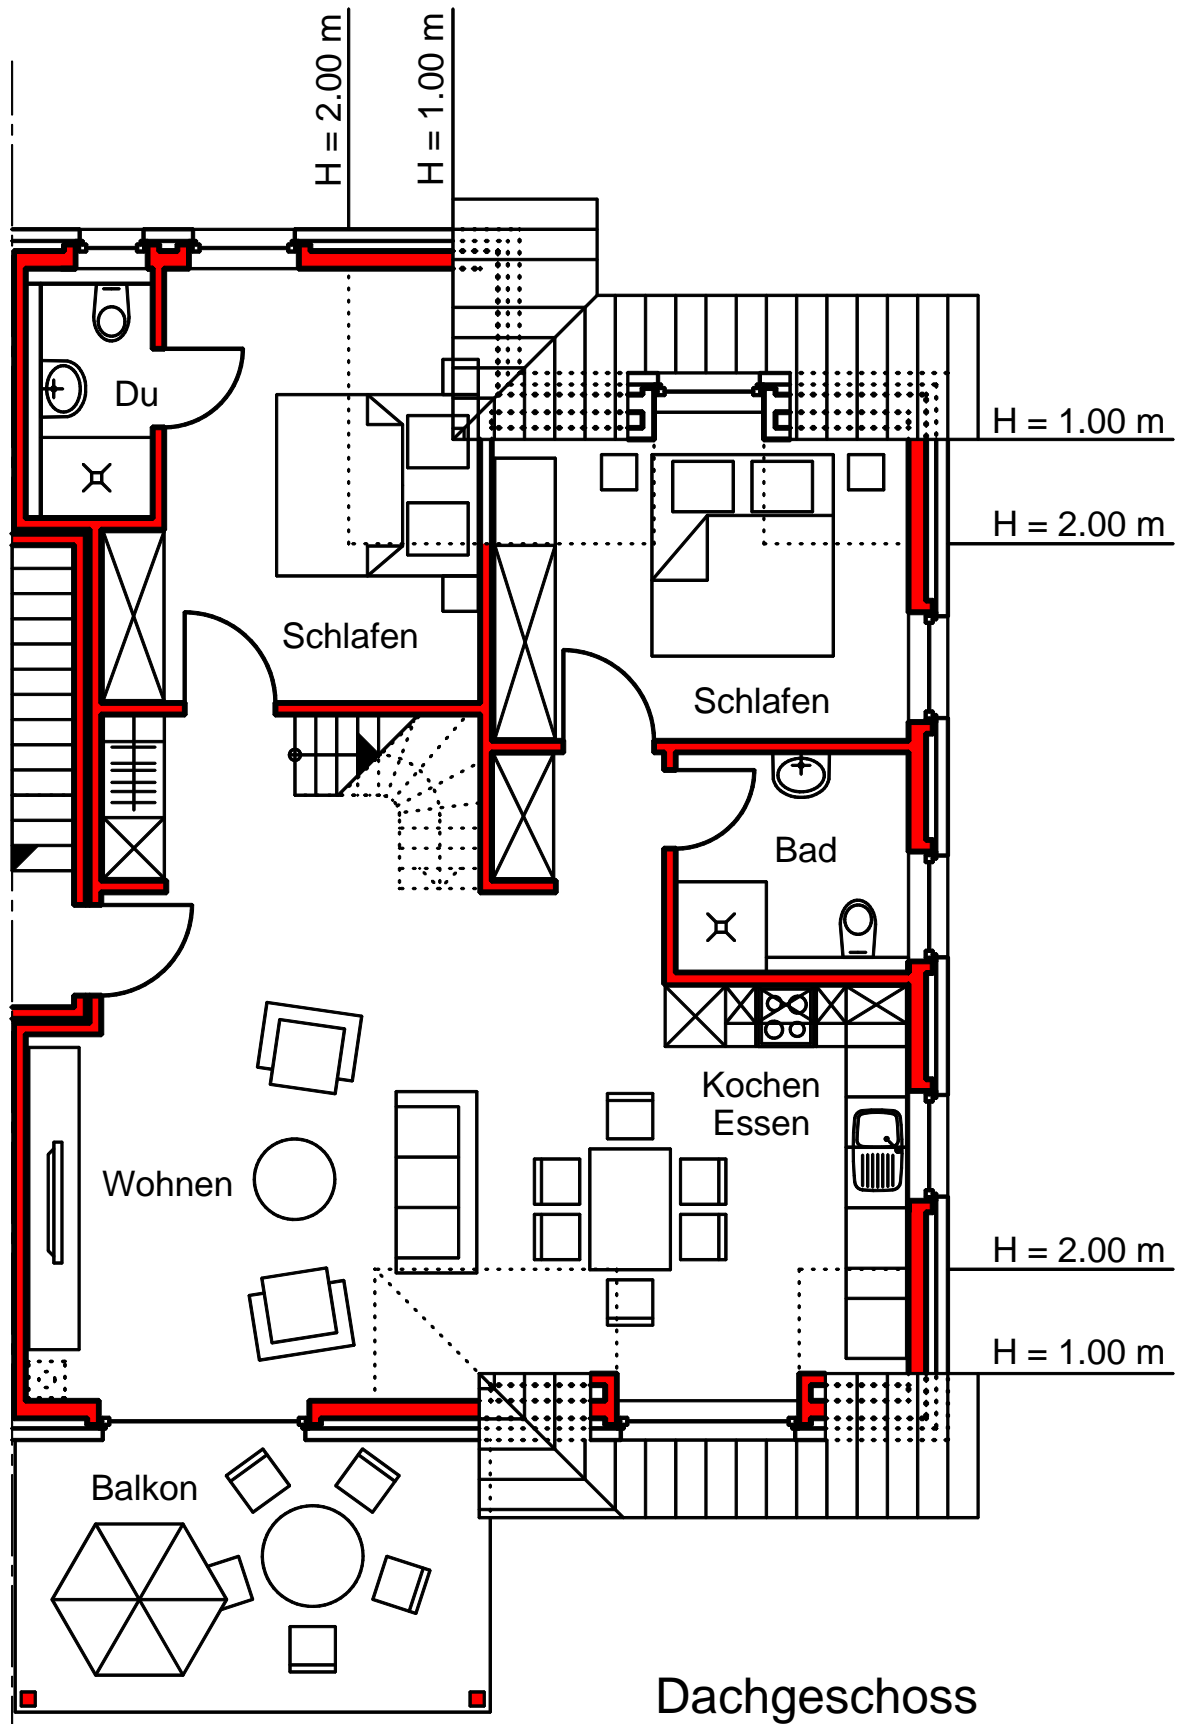 H = 2.00 m
H = 1.00 m
Du
H = 1.00 m
H = 2.00 m
Schlafen
Schlafen
Bad
Kochen
Essen
Wohnen
H = 2.00 m
H = 1.00 m
Balkon
Dachgeschoss